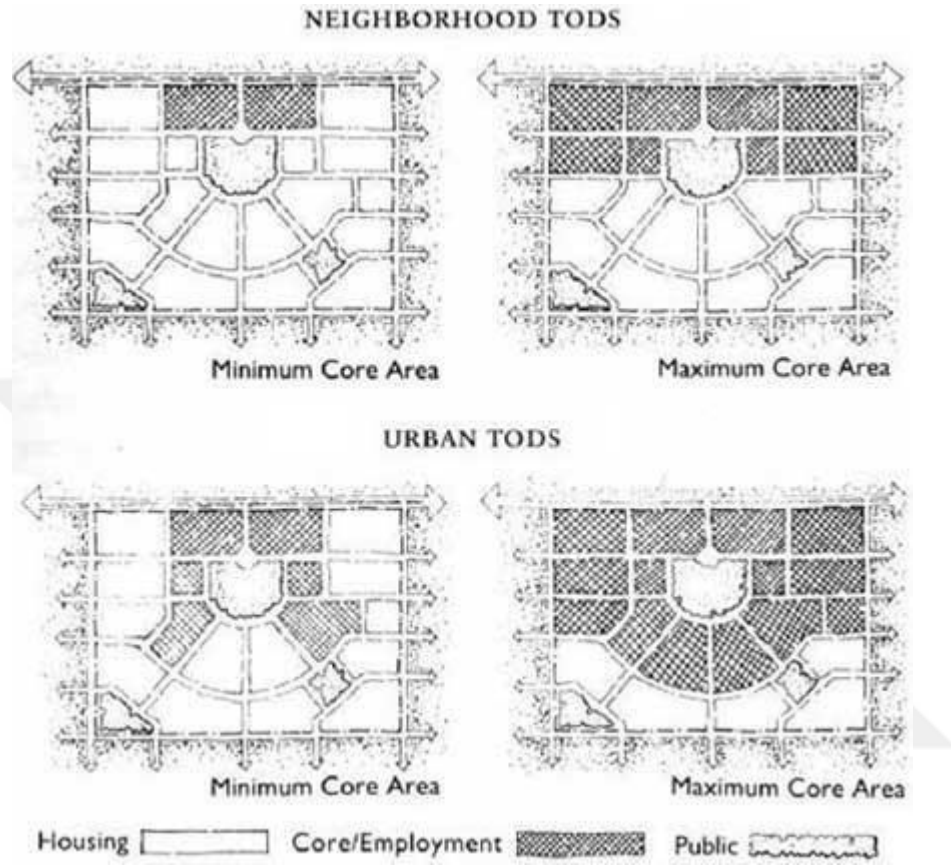 NEIGHBORHOOD TODS
Minimum Core Area
Maximum Core Area
URBAN TODS
Minimum Core Area
Maximum Core Area
Housing
Core/Employment
Public